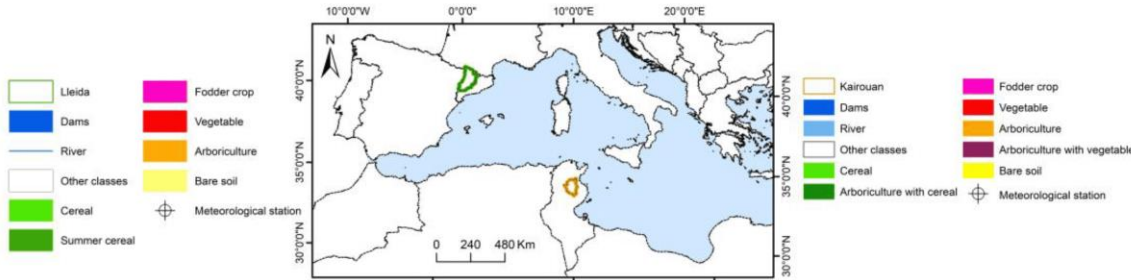 10°0'0"W 0°0'0" 10°0'0"E 20°0'0"E
N
40°0'0"N
35°0'0"N
30°0'0"N
40°0'0"N
35°0'0"N
30°0'0"N
0 240 480 Km
Lleida
Dams
River
Other classes
Cereal
Summer cereal
Fodder crop
Vegetable
Arboriculture
Bare soil
Meteorological station
Kairouan
Dams
River
Other classes
Cereal
Arboriculture with cereal
Fodder crop
Vegetable
Arboriculture
Arboriculture with vegetable
Bare soil
Meteorological station